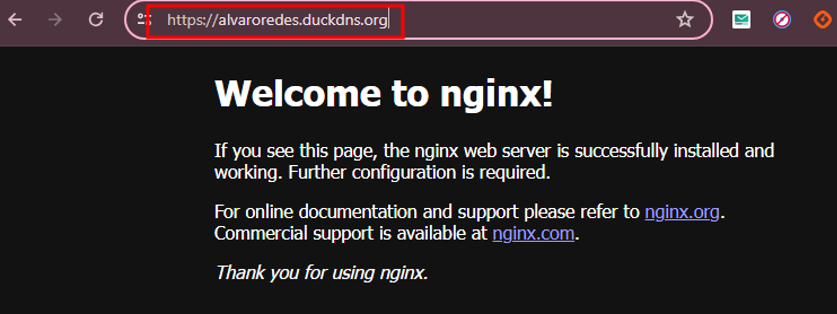 https://alvaroredes.duckdns.org
Welcome to nginx!
If you see this page, the nginx web server is successfully installed and
working. Further configuration is required.
For online documentation and support please refer to nginx.org.
Commercial support is available at nginx.com.
Thank you for using nginx.